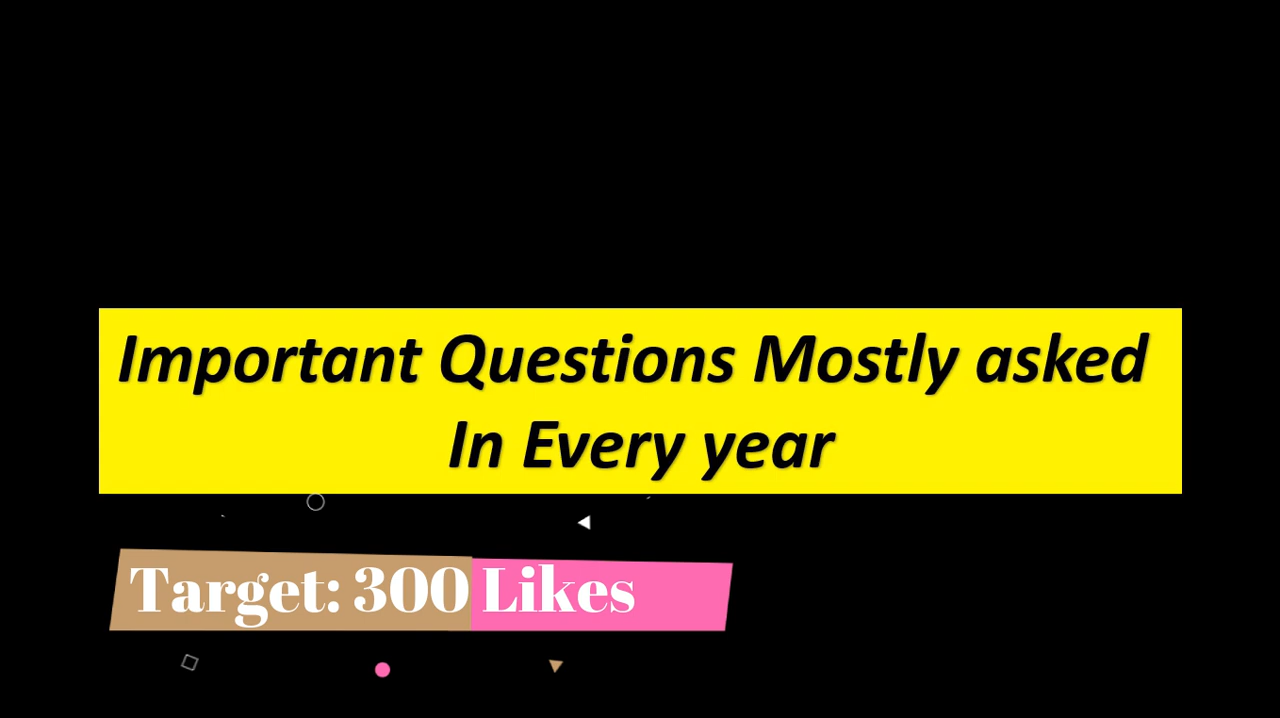 Important Questions Mostly asked
In Every year
Target: 300 Likes